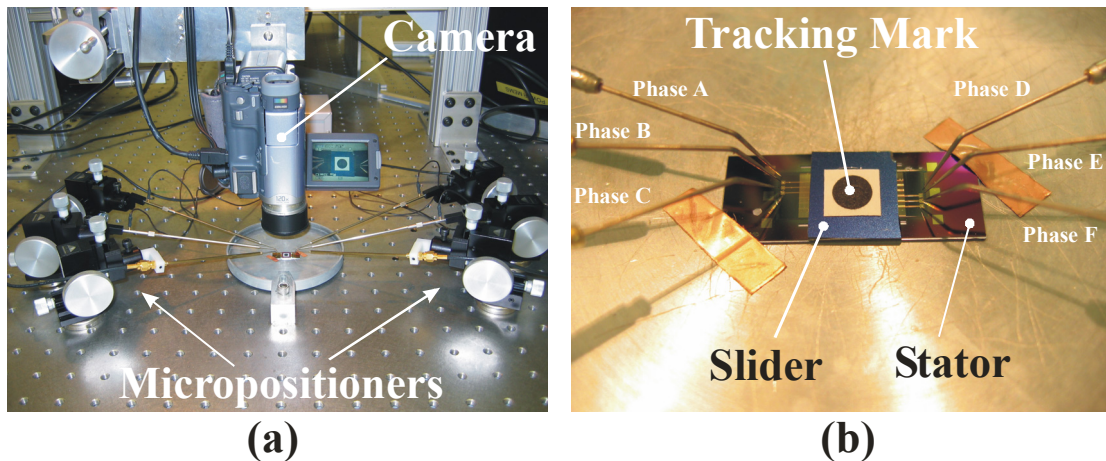 Camera
Micropositioners
(a)
Tracking Mark
Phase A
Phase D
Phase B
Phase E
Phase C
Phase F
Slider
Stator
(b)